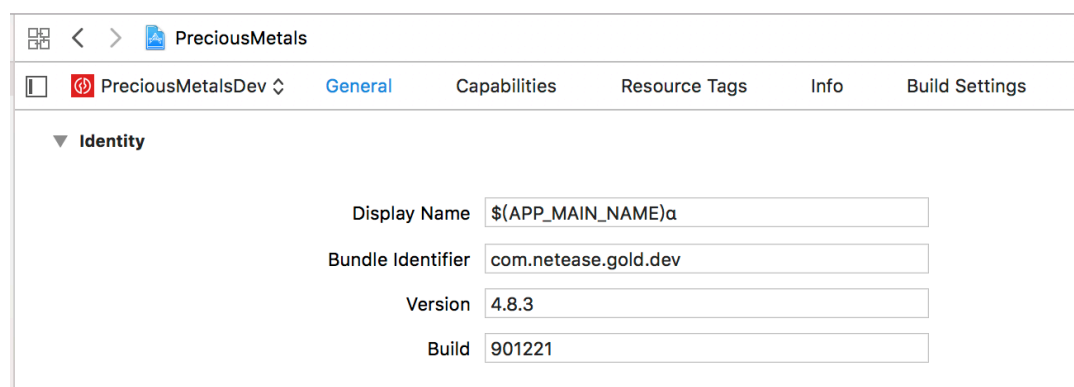 PreciousMetals
PreciousMetalsDev General Capabilities Resource Tags Info Build Settings
Identity
Display Name $(APP_MAIN_NAME)α
Bundle Identifier com.netease.gold.dev
Version 4.8.3
Build 901221